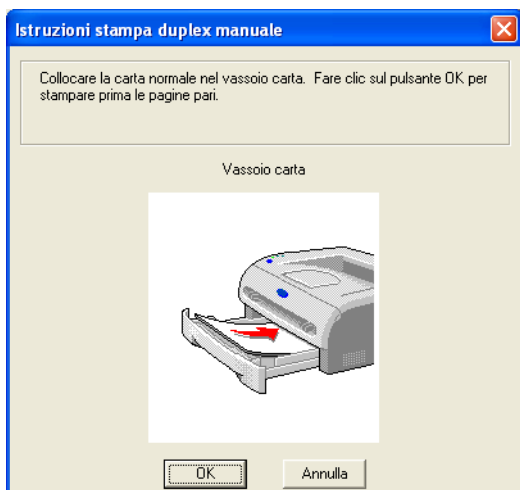 Istruzioni stampa duplex manuale
Collocare la carta normale nel vassoio carta. Fare clic sul pulsante OK per
stampare prima le pagine pari.
Vassoio carta
OK
Annulla